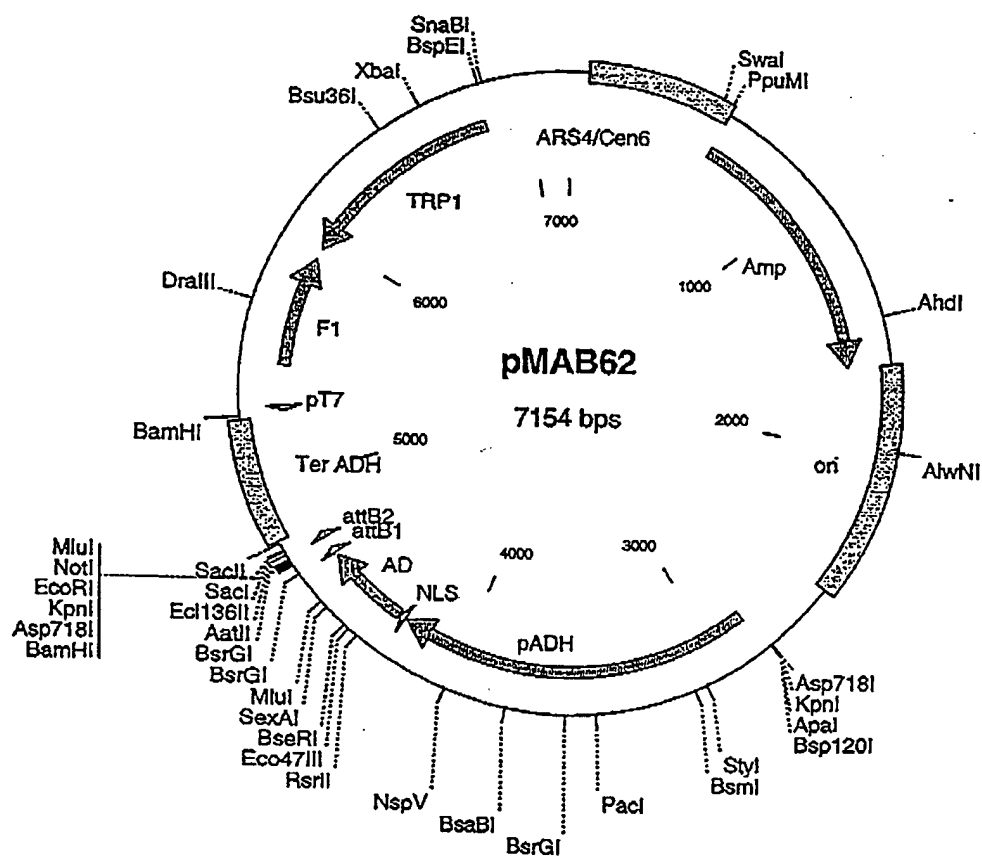 SnaBI
BspEI
XbaI
Bsu36I
SwaI
PpuMI
ARS4/Cen6
TRP1
7000
Amp
1000
6000
DraIII
F1
AhdI
pMAB62
7154 bps
pT7
BamHI
5000
2000
Ter ADH
ori
AlwNI
attB2
attB1
AD
4000
3000
NLS
pADH
MluI
NotI
EcoRI
KpnI
Asp718I
BamHI
SacII
SacI
Ecl136II
AatII
BsrGI
BsrGI
MluI
SexAI
BseRI
Eco47III
RsrII
NspV
BsaBI
BsrGI
PacI
StyI
BsmI
Asp718I
KpnI
ApaI
Bsp120I